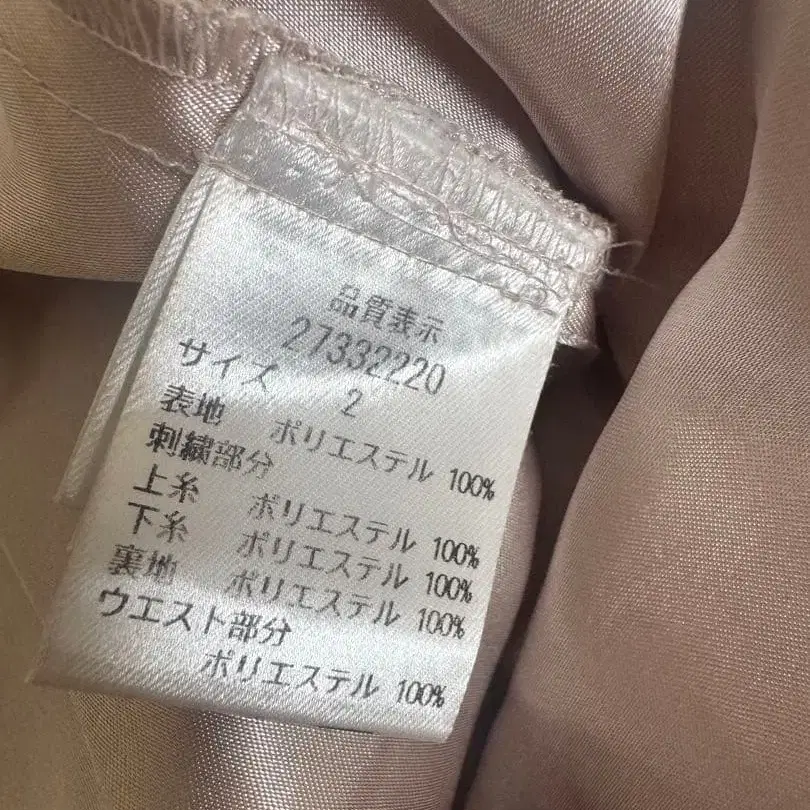 品質表示
27332220
サイズ 2
表地 ポリエステル 100%
刺繍部分
上糸 ポリエステル 100%
下糸 ポリエステル 100%
裏地 ポリエステル 100%
ウエスト部分
ポリエステル 100%